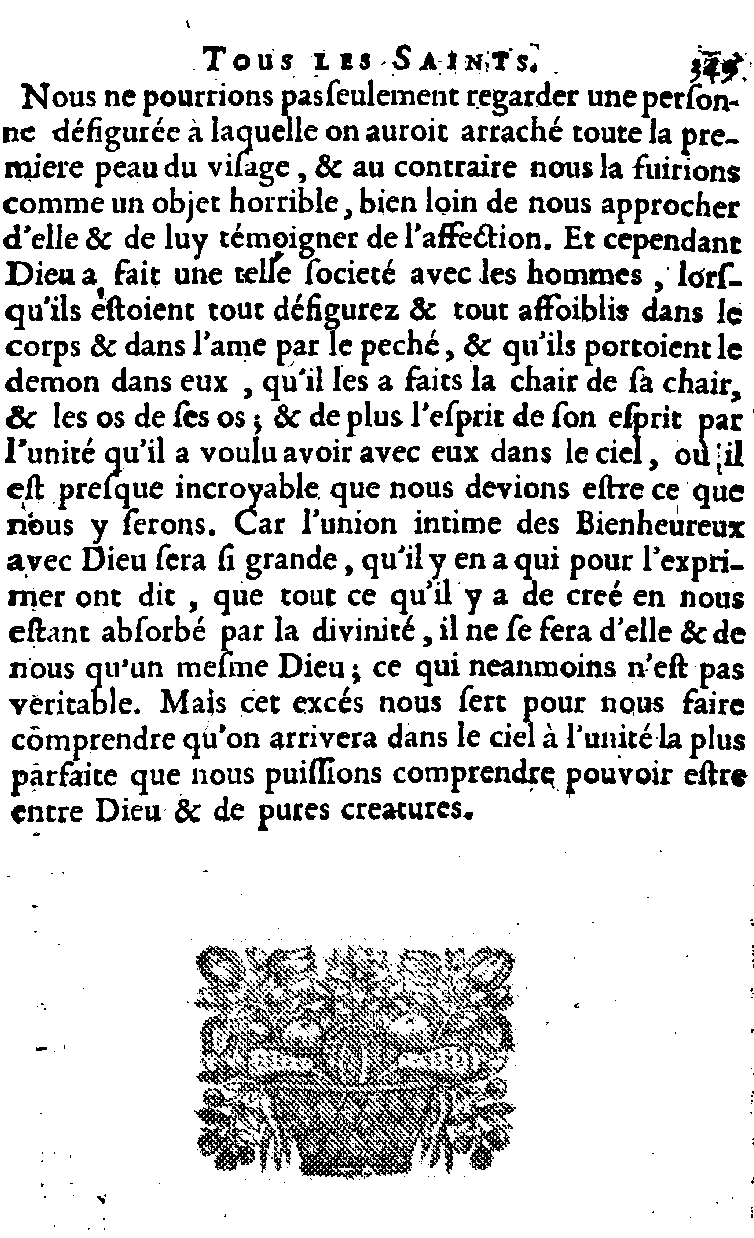 TOUS LES SAINTS. 345
Nous ne pourrions pas ſeulement regarder une perſon-
ne défigurée à laquelle on auroit arraché toute la pre-
miere peau du viſage, & au contraire nous la fuirions
comme un objet horrible, bien loin de nous approcher
d'elle & de luy témoigner de l'affection. Et cependant
Dieu a fait une telle ſocieté avec les hommes, lorſ-
qu'ils eſtoient tout défigurez & tout affoiblis dans le
corps & dans l'ame par le peché, & qu'ils portoient le
demon dans eux, qu'il les a faits la chair de ſa chair,
& les os de ſes os; & de plus l'eſprit de ſon eſprit par
l'unité qu'il a voulu avoir avec eux dans le ciel, où il
eſt preſque incroyable que nous devions eſtre ce que
nous y ſerons. Car l'union intime des Bienheureux
avec Dieu ſera ſi grande, qu'il y en a qui pour l'expri-
mer ont dit, que tout ce qu'il y a de creé en nous
eſtant abſorbé par la divinité, il ne ſe fera d'elle & de
nous qu'un meſme Dieu; ce qui neanmoins n'eſt pas
veritable. Mais cet excés nous ſert pour nous faire
comprendre qu'on arrivera dans le ciel à l'unité la plus
parfaite que nous puiſſions comprendre pouvoir eſtre
entre Dieu & de pures creatures.